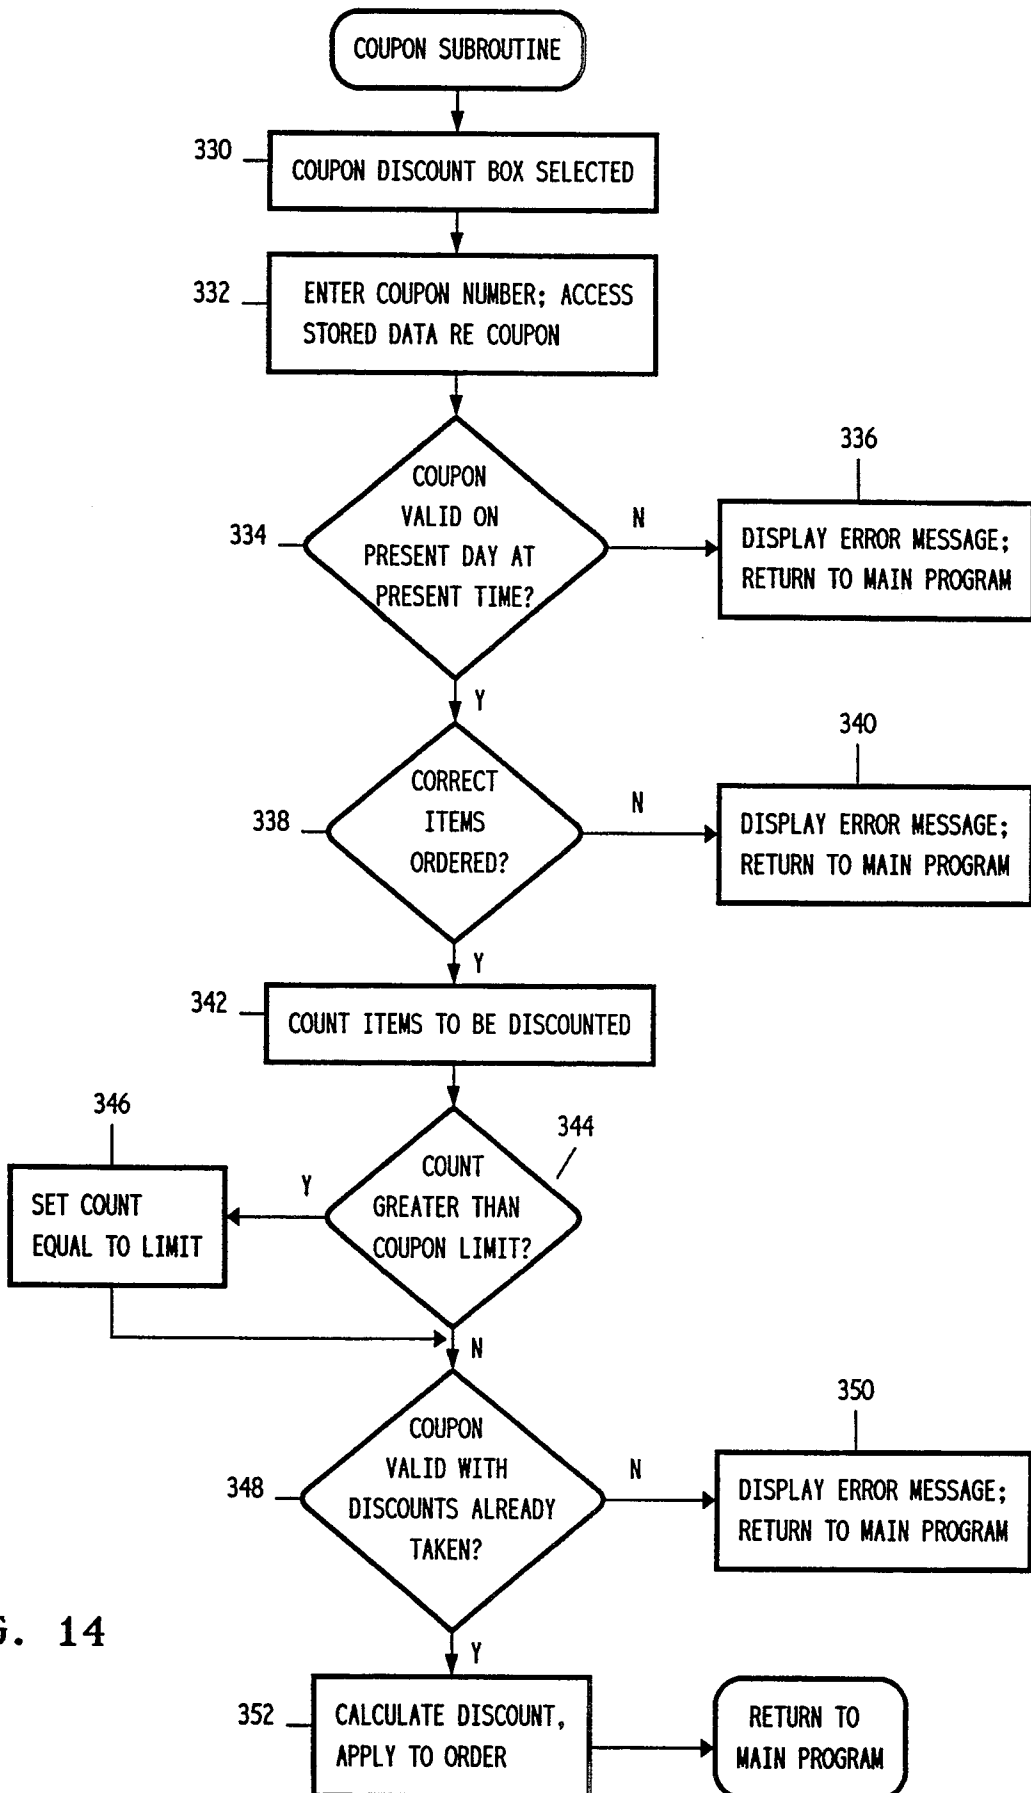 COUPON SUBROUTINE
330
COUPON DISCOUNT BOX SELECTED
332
ENTER COUPON NUMBER; ACCESS
STORED DATA RE COUPON
336
334
COUPON
VALID ON
PRESENT DAY AT
PRESENT TIME?
N
DISPLAY ERROR MESSAGE;
RETURN TO MAIN PROGRAM
Y
340
338
CORRECT
ITEMS
ORDERED?
N
DISPLAY ERROR MESSAGE;
RETURN TO MAIN PROGRAM
Y
342
COUNT ITEMS TO BE DISCOUNTED
346
344
SET COUNT
EQUAL TO LIMIT
Y
COUNT
GREATER THAN
COUPON LIMIT?
N
350
348
COUPON
VALID WITH
DISCOUNTS ALREADY
TAKEN?
N
DISPLAY ERROR MESSAGE;
RETURN TO MAIN PROGRAM
G. 14
Y
352
CALCULATE DISCOUNT,
APPLY TO ORDER
RETURN TO
MAIN PROGRAM